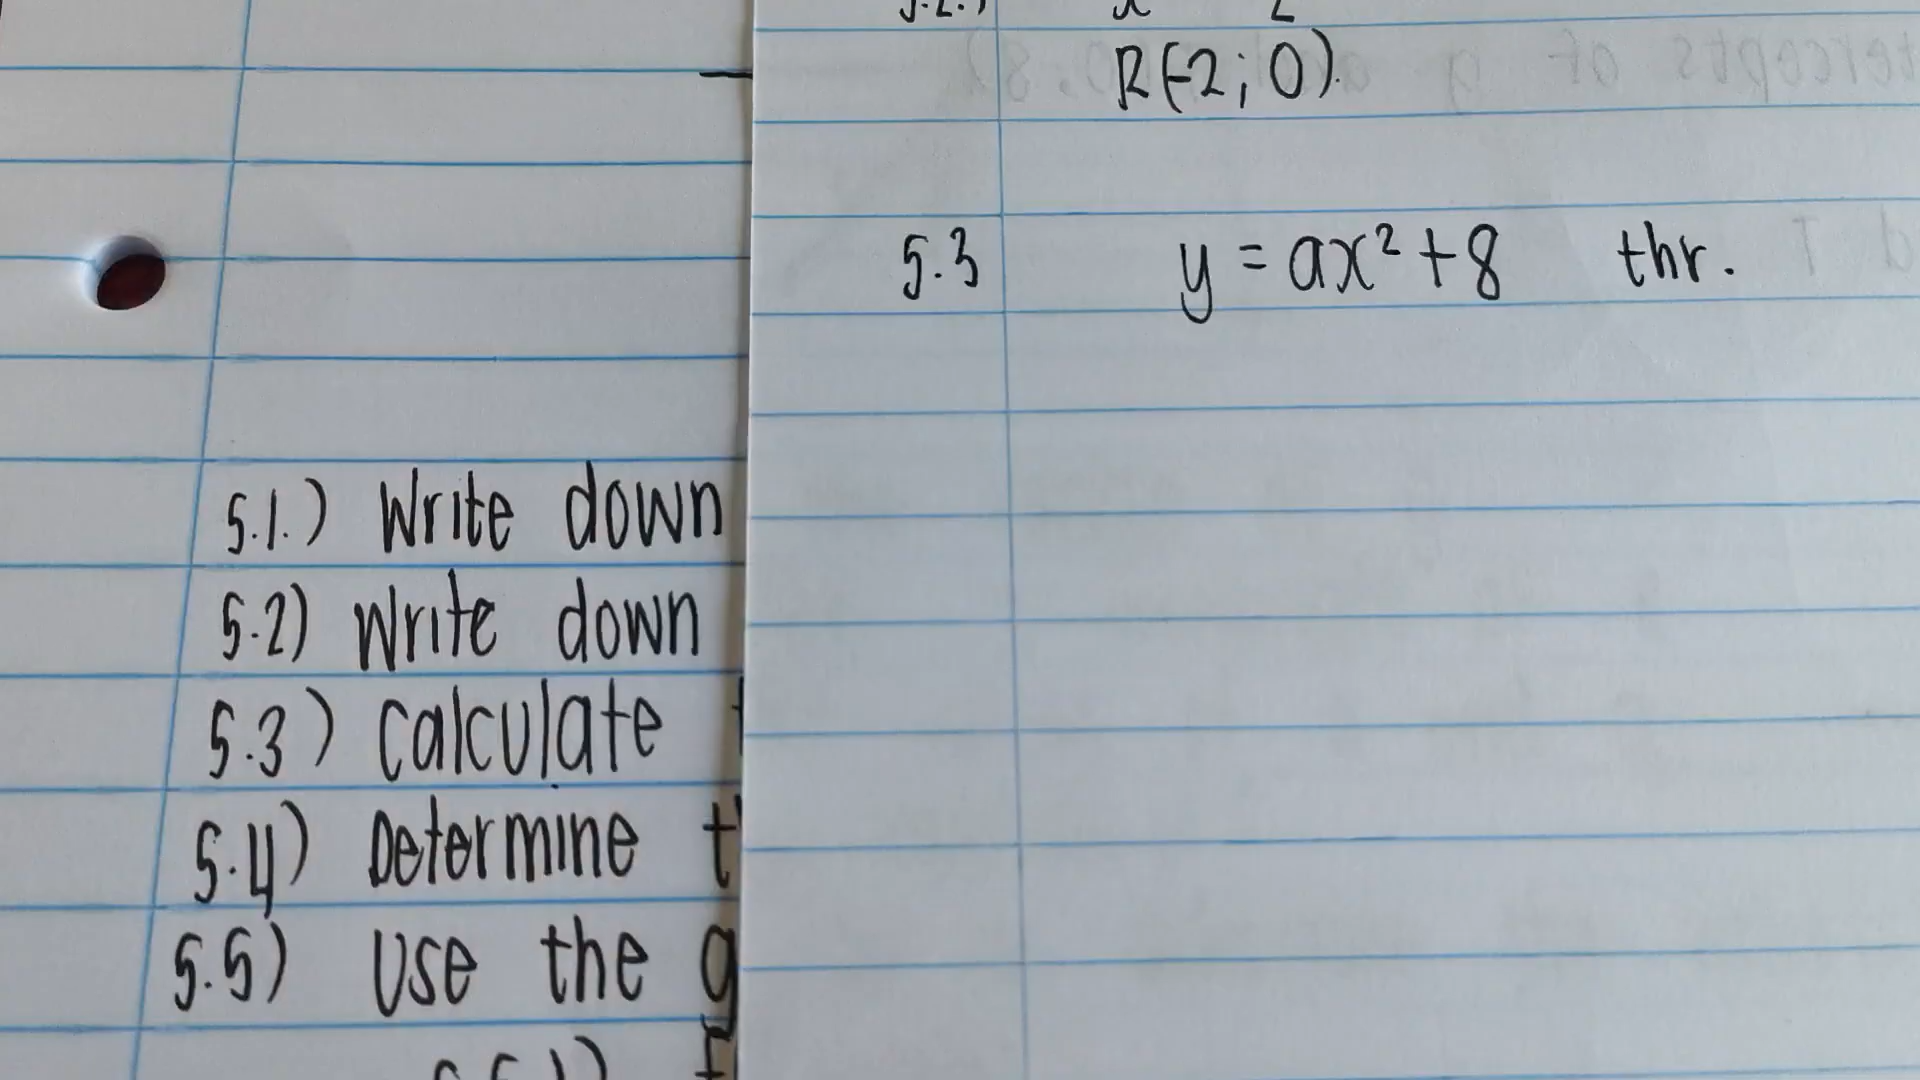 R(-2; 0).
5.3 y = ax² + 8 thr.
5.1.) Write down
5.2) Write down
5.3) Calculate
5.4) Determine
5.5) Use the